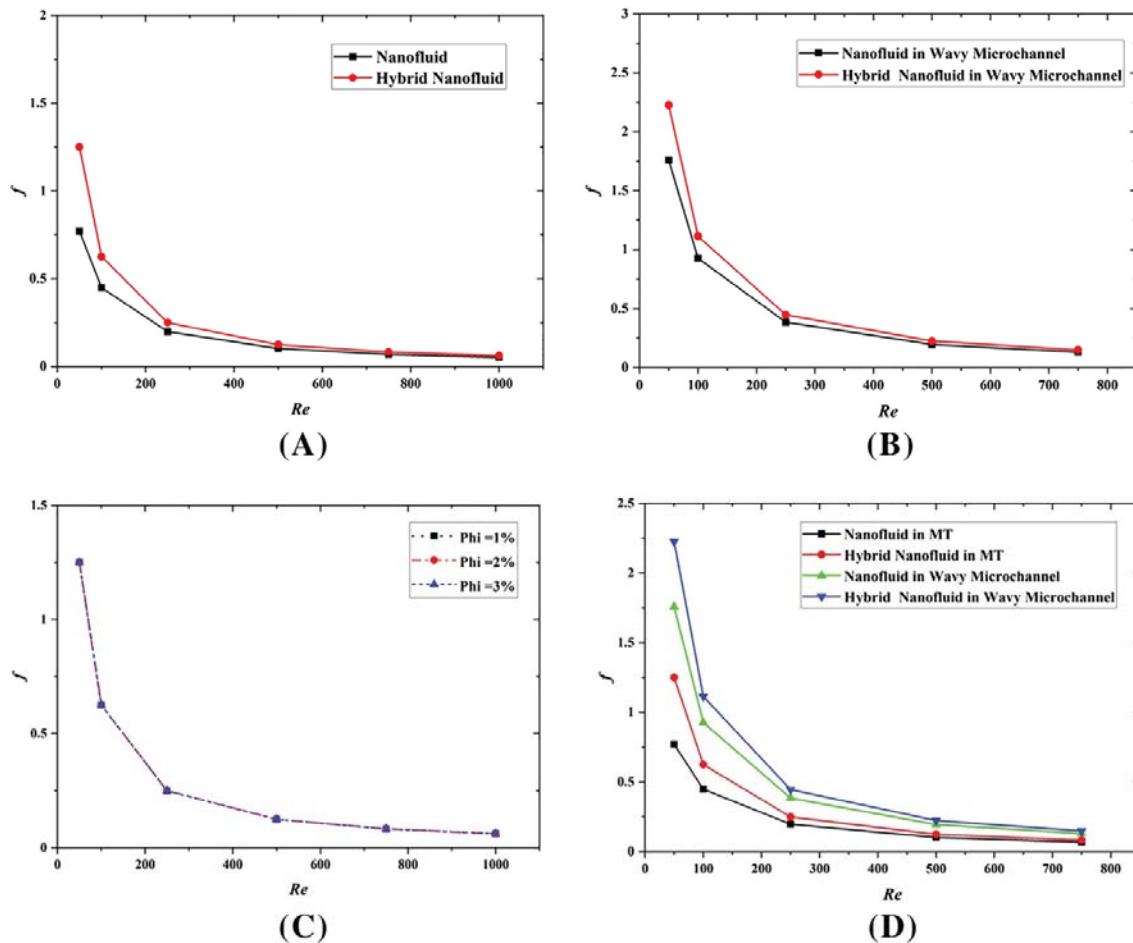 2
1.5
1
0.5
0
f
0 200 400 600 800 1000
Re
Nanofluid
Hybrid Nanofluid
(A)
3
2.5
2
1.5
1
0.5
0
f
0 100 200 300 400 500 600 700 800
Re
Nanofluid in Wavy Microchannel
Hybrid Nanofluid in Wavy Microchannel
(B)
1.5
1
0.5
0
f
0 200 400 600 800 1000
Re
Phi =1%
Phi =2%
Phi =3%
(C)
2.5
2
1.5
1
0.5
0
f
0 100 200 300 400 500 600 700 800
Re
Nanofluid in MT
Hybrid Nanofluid in MT
Nanofluid in Wavy Microchannel
Hybrid Nanofluid in Wavy Microchannel
(D)